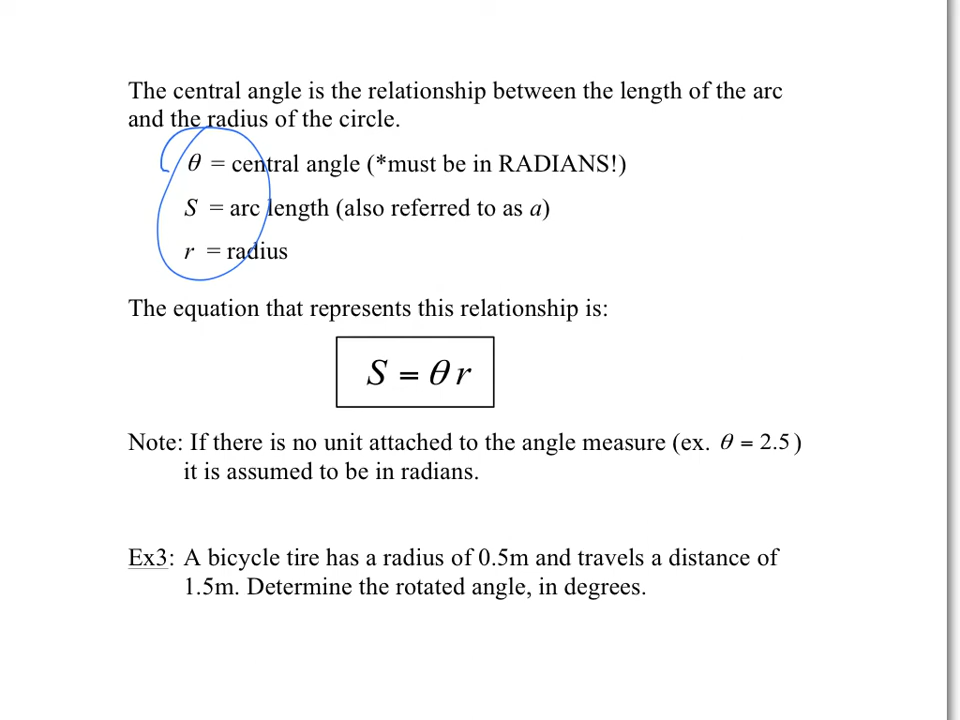 The central angle is the relationship between the length of the arc
and the radius of the circle.
θ = central angle (*must be in RADIANS!)
S = arc length (also referred to as a)
r = radius
The equation that represents this relationship is:
S = θ r
Note: If there is no unit attached to the angle measure (ex. θ = 2.5)
it is assumed to be in radians.
Ex3: A bicycle tire has a radius of 0.5m and travels a distance of
1.5m. Determine the rotated angle, in degrees.